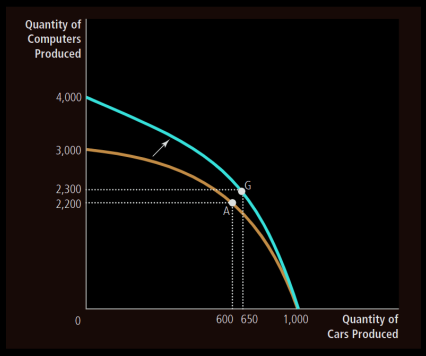 Quantity of
Computers
Produced
4,000
3,000
2,300
2,200
G
A
0
600 650 1,000
Quantity of
Cars Produced